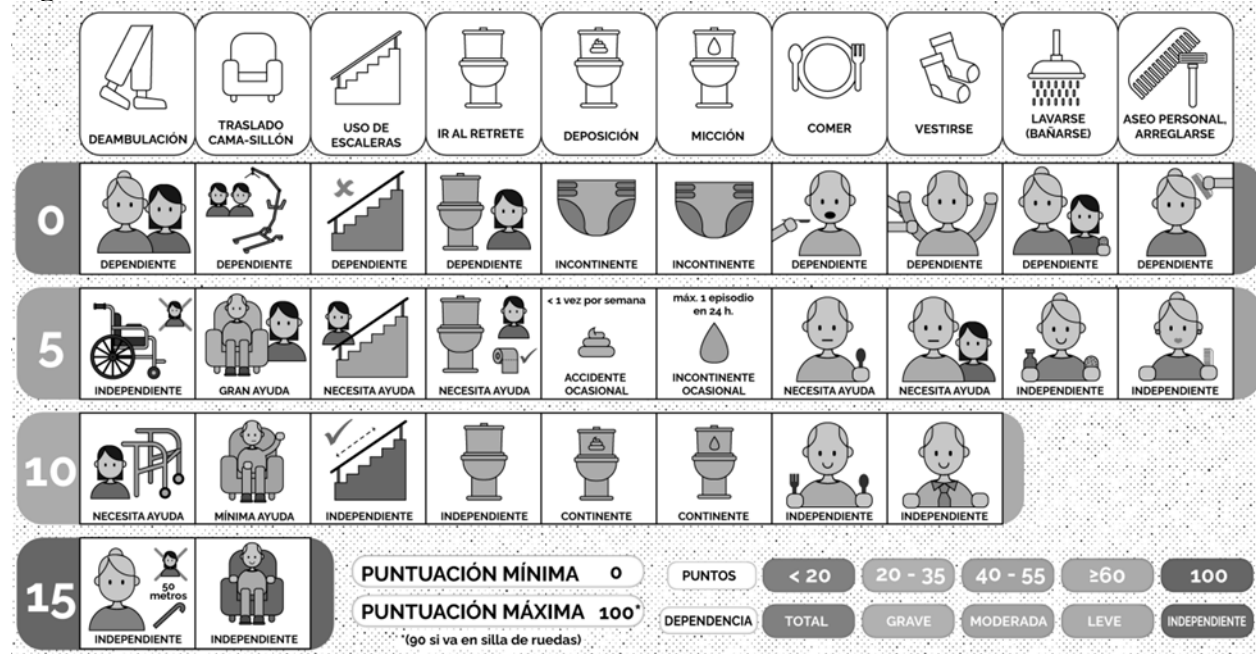 DEAMBULACIÓN
TRASLADO
CAMA-SILLÓN
USO DE
ESCALERAS
IR AL RETRETE
DEPOSICIÓN
MICCIÓN
COMER
VESTIRSE
LAVARSE
(BAÑARSE)
ASEO PERSONAL,
ARREGLARSE
0
DEPENDIENTE
DEPENDIENTE
DEPENDIENTE
DEPENDIENTE
INCONTINENTE
INCONTINENTE
DEPENDIENTE
DEPENDIENTE
DEPENDIENTE
DEPENDIENTE
5
INDEPENDIENTE
GRAN AYUDA
NECESITA AYUDA
NECESITA AYUDA
< 1 vez por semana
ACCIDENTE
OCASIONAL
máx. 1 episodio
en 24 h.
INCONTINENTE
OCASIONAL
NECESITA AYUDA
NECESITA AYUDA
INDEPENDIENTE
INDEPENDIENTE
10
NECESITA AYUDA
MÍNIMA AYUDA
INDEPENDIENTE
INDEPENDIENTE
CONTINENTE
CONTINENTE
INDEPENDIENTE
INDEPENDIENTE
15
50
metros
INDEPENDIENTE
INDEPENDIENTE
PUNTUACIÓN MÍNIMA 0
PUNTUACIÓN MÁXIMA 100*
*(90 si va en silla de ruedas)
PUNTOS < 20 20 - 35 40 - 55 ≥60 100
DEPENDENCIA TOTAL GRAVE MODERADA LEVE INDEPENDIENTE